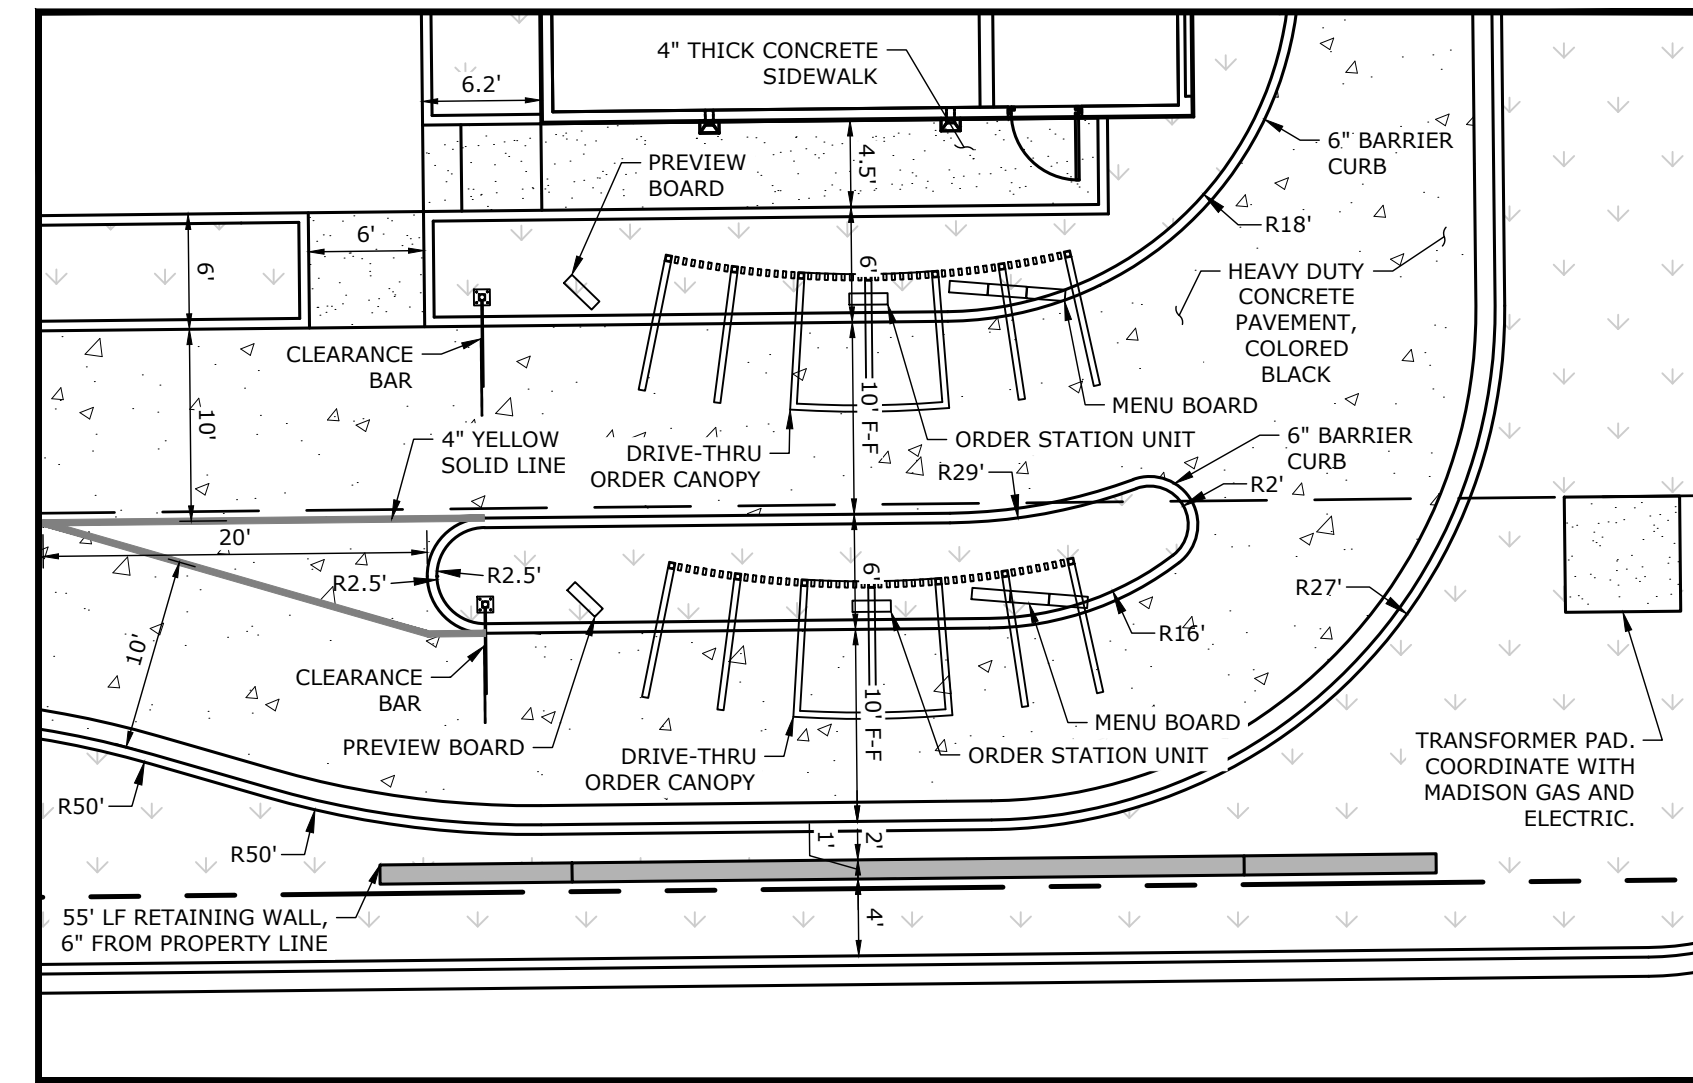 4" THICK CONCRETE
SIDEWALK
6.2'
6" BARRIER
CURB
PREVIEW
BOARD
4.5'
R18'
6'
6'
6'
HEAVY DUTY
CONCRETE
PAVEMENT,
COLORED
BLACK
CLEARANCE
BAR
10'
10' F-F
MENU BOARD
4" YELLOW
SOLID LINE
DRIVE-THRU
ORDER CANOPY
ORDER STATION UNIT
6" BARRIER
CURB
R29'
R2'
20'
R2.5'
R2.5'
6'
R27'
R16'
10'
CLEARANCE
BAR
PREVIEW BOARD
DRIVE-THRU
ORDER CANOPY
10' F-F
MENU BOARD
ORDER STATION UNIT
TRANSFORMER PAD.
COORDINATE WITH
MADISON GAS AND
ELECTRIC.
R50'
R50'
1'
2'
55' LF RETAINING WALL,
6" FROM PROPERTY LINE
4'